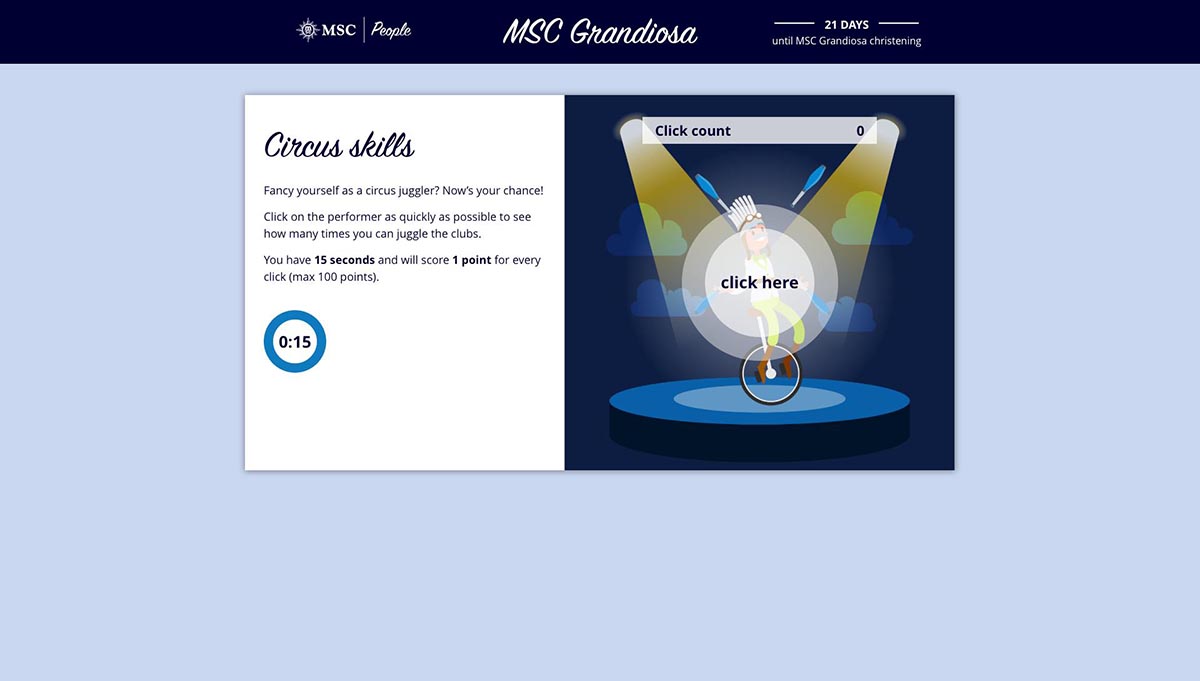 MSC People
MSC Grandiosa
21 DAYS
until MSC Grandiosa christening
Circus skills
Fancy yourself as a circus juggler? Now’s your chance!
Click on the performer as quickly as possible to see
how many times you can juggle the clubs.
You have 15 seconds and will score 1 point for every
click (max 100 points).
0:15
Click count 0
click here